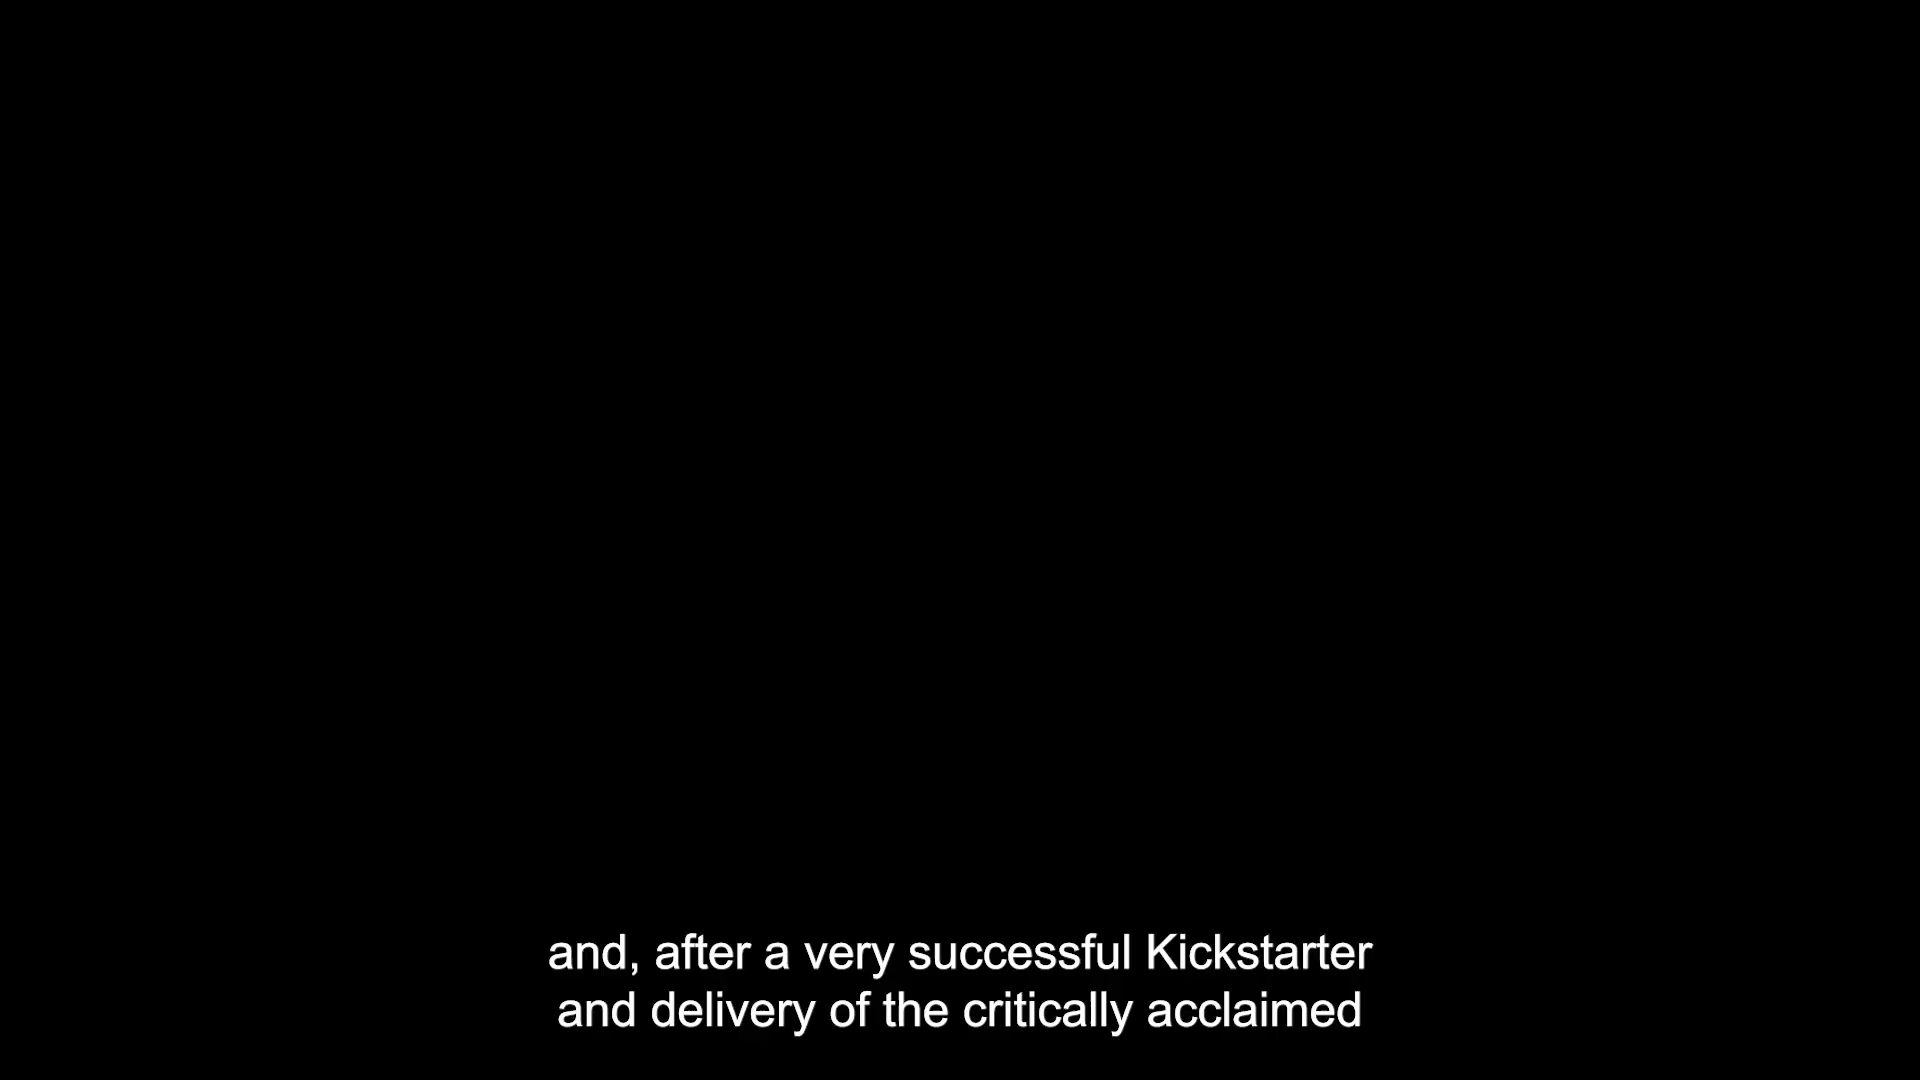 and, after a very successful Kickstarter
and delivery of the critically acclaimed